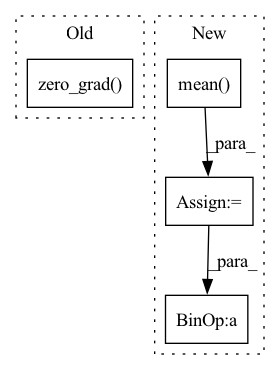 Old
New
zero_grad()
mean()
_para_
Assign:=
_para_
BinOp:a